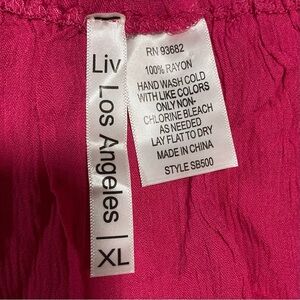 Liv Los Angeles | XL
RN 93682
100% RAYON
HAND WASH COLD
WITH LIKE COLORS
ONLY NON-
CHLORINE BLEACH
AS NEEDED
LAY FLAT TO DRY
MADE IN CHINA
STYLE SB500